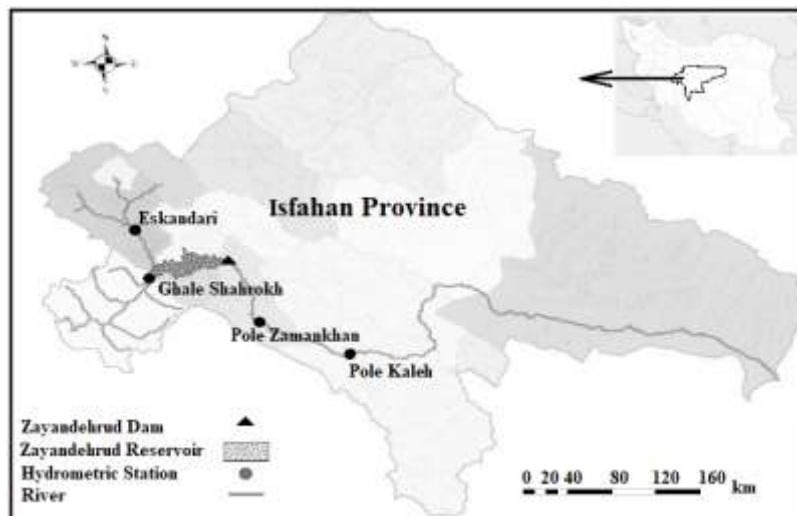 N
W
E
S
Isfahan Province
Eskandari
Ghale Shahrokh
Pole Zamankhan
Pole Kaleh
Zayandehrud Dam
Zayandehrud Reservoir
Hydrometric Station
River
0 20 40 80 120 160
km